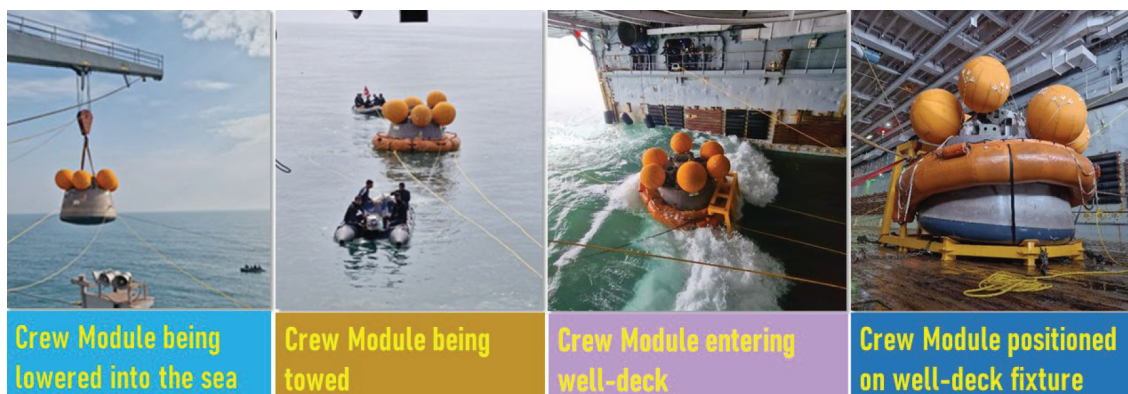 Crew Module being
lowered into the sea
Crew Module being
towed
Crew Module entering
well-deck
Crew Module positioned
on well-deck fixture